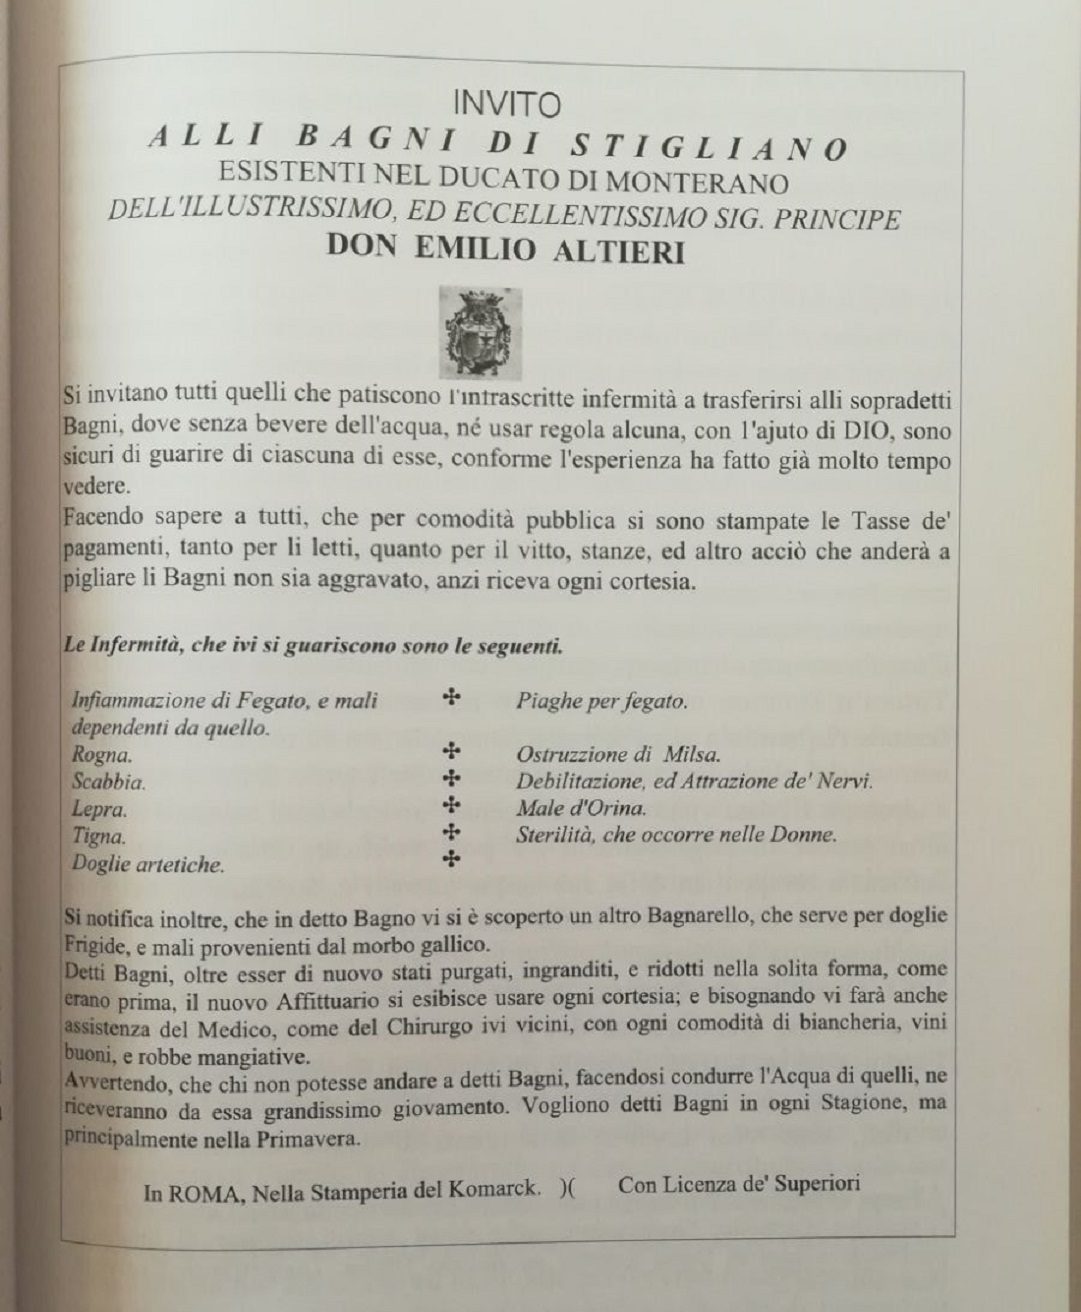 INVITO
ALLI BAGNI DI STIGLIANO
ESISTENTI NEL DUCATO DI MONTERANO
DELL'ILLUSTRISSIMO, ED ECCELLENTISSIMO SIG. PRINCIPE
DON EMILIO ALTIERI
Si invitano tutti quelli che patiscono l'intrascritte infermità a trasferirsi alli sopradetti
Bagni, dove senza bevere dell'acqua, né usar regola alcuna, con l'ajuto di DIO, sono
sicuri di guarire di ciascuna di esse, conforme l'esperienza ha fatto già molto tempo
vedere.
Facendo sapere a tutti, che per comodità pubblica si sono stampate le Tasse de'
pagamenti, tanto per li letti, quanto per il vitto, stanze, ed altro acciò che anderà a
pigliare li Bagni non sia aggravato, anzi riceva ogni cortesia.
Le Infermità, che ivi si guariscono sono le seguenti.
Infiammazione di Fegato, e mali ✣ Piaghe per fegato.
dependenti da quello.
Rogna. ✣ Ostruzzione di Milsa.
Scabbia. ✣ Debilitazione, ed Attrazione de' Nervi.
Lepra. ✣ Male d'Orina.
Tigna. ✣ Sterilità, che occorre nelle Donne.
Doglie artetiche. ✣
Si notifica inoltre, che in detto Bagno vi si è scoperto un altro Bagnarello, che serve per doglie
Frigide, e mali provenienti dal morbo gallico.
Detti Bagni, oltre esser di nuovo stati purgati, ingranditi, e ridotti nella solita forma, come
erano prima, il nuovo Affittuario si esibisce usare ogni cortesia; e bisognando vi farà anche
assistenza del Medico, come del Chirurgo ivi vicini, con ogni comodità di biancheria, vini
buoni, e robbe mangiative.
Avvertendo, che chi non potesse andare a detti Bagni, facendosi condurre l'Acqua di quelli, ne
riceveranno da essa grandissimo giovamento. Vogliono detti Bagni in ogni Stagione, ma
principalmente nella Primavera.
In ROMA, Nella Stamperia del Komarck. )( Con Licenza de' Superiori